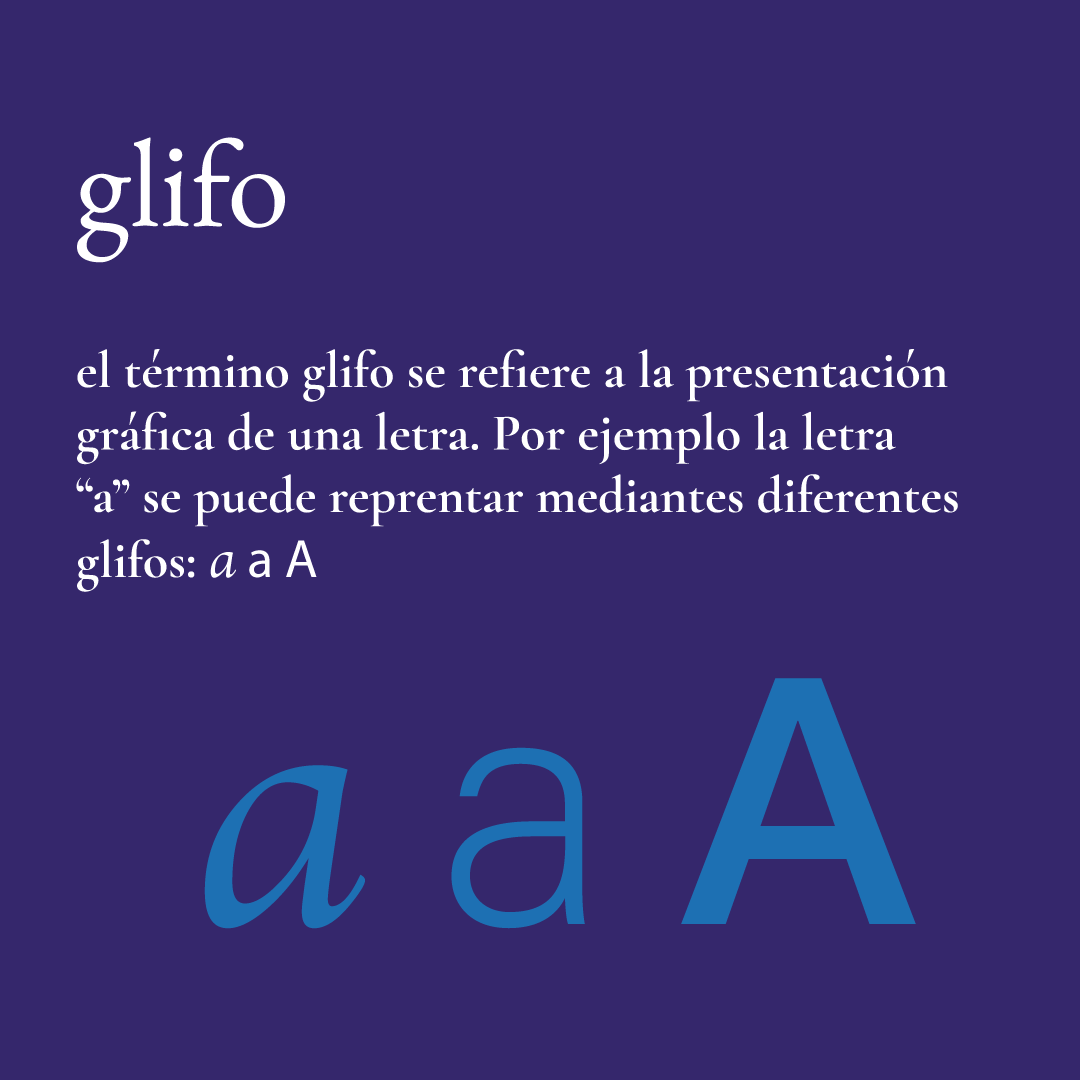 glifo
el término glifo se refiere a la presentación
gráfica de una letra. Por ejemplo la letra
“a” se puede reprentar mediantes diferentes
glifos: a a A
a a A